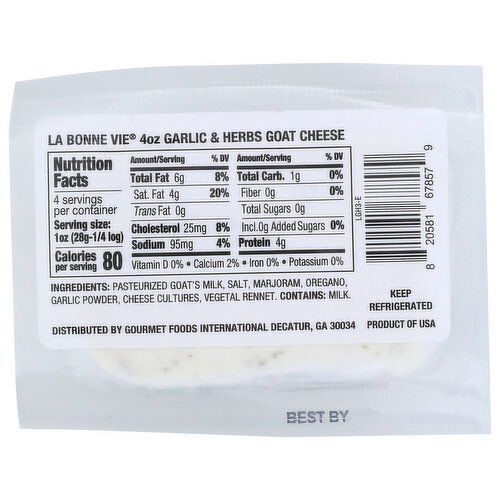 LA BONNE VIE® 4oz GARLIC & HERBS GOAT CHEESE
Nutrition
Facts
4 servings
per container
Serving size:
1oz (28g-1/4 log)
Calories
per serving 80
Amount/Serving % DV
Total Fat 6g 8%
Sat. Fat 4g 20%
Trans Fat 0g
Cholesterol 25mg 8%
Sodium 95mg 4%
Amount/Serving % DV
Total Carb. 1g 0%
Fiber 0g 0%
Total Sugars 0g
Incl.0g Added Sugars 0%
Protein 4g
Vitamin D 0% • Calcium 2% • Iron 0% • Potassium 0%
INGREDIENTS: PASTEURIZED GOAT'S MILK, SALT, MARJORAM, OREGANO,
GARLIC POWDER, CHEESE CULTURES, VEGETAL RENNET. CONTAINS: MILK.
DISTRIBUTED BY GOURMET FOODS INTERNATIONAL DECATUR, GA 30034
LGH3-E
8 20581 67857 9
KEEP
REFRIGERATED
PRODUCT OF USA
BEST BY